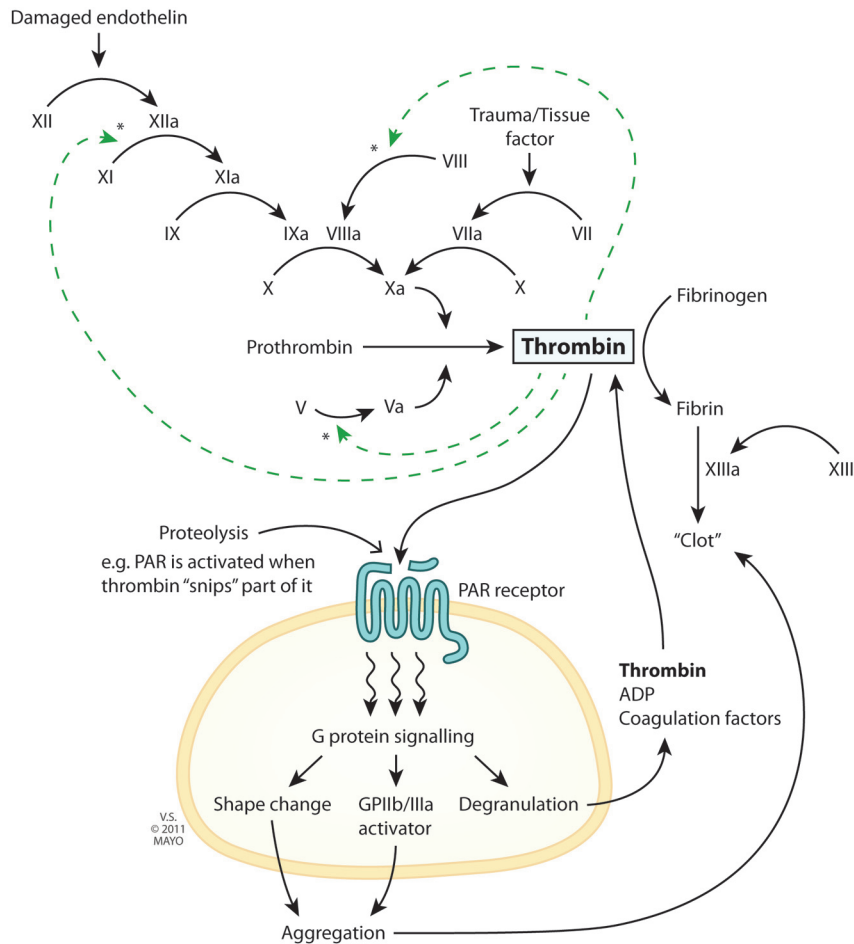 Damaged endothelin
XII
XIIa
*
XI
XIa
*
VIII
Trauma/Tissue
factor
IX
IXa
VIIIa
VIIa
VII
X
Xa
X
Fibrinogen
Prothrombin
Thrombin
V
Va
*
Fibrin
XIIIa
XIII
"Clot"
Proteolysis
e.g. PAR is activated when
thrombin "snips" part of it
PAR receptor
Thrombin
ADP
Coagulation factors
G protein signalling
Shape change
GPIIb/IIIa
activator
Degranulation
V.S.
© 2011
MAYO
Aggregation